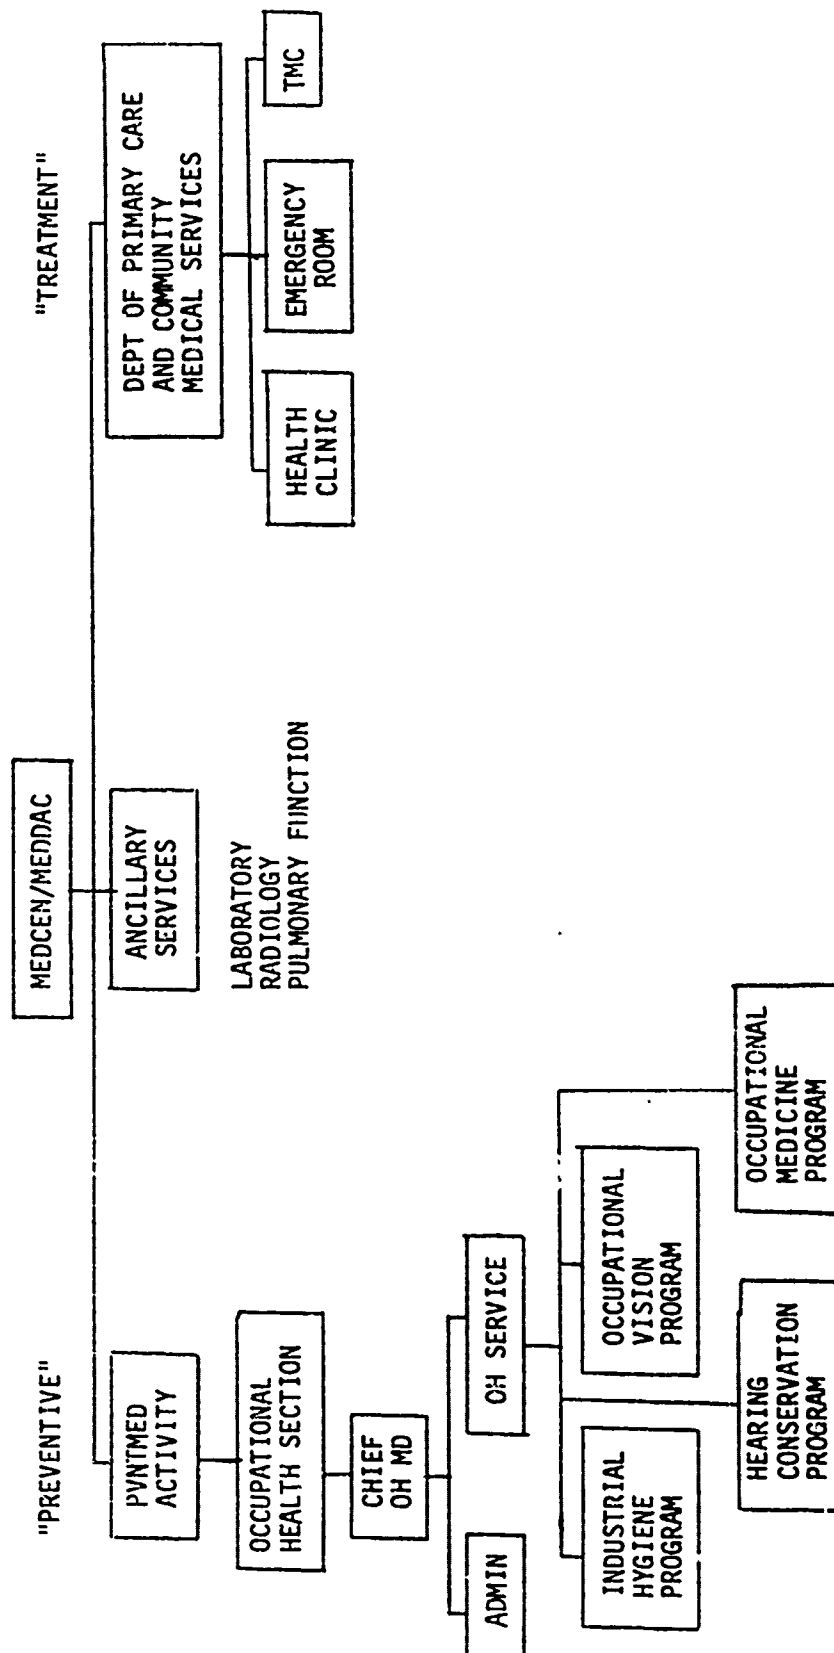 "PREVENTIVE"
"TREATMENT"
MEDCEN/MEDDAC
PVNTMED
ACTIVITY
ANCILLARY
SERVICES
DEPT OF PRIMARY CARE
AND COMMUNITY
MEDICAL SERVICES
OCCUPATIONAL
HEALTH SECTION
LABORATORY
RADIOLOGY
PULMONARY FUNCTION
HEALTH
CLINIC
EMERGENCY
ROOM
TMC
CHIEF
OH MD
ADMIN
OH SERVICE
INDUSTRIAL
HYGIENE
PROGRAM
OCCUPATIONAL
VISION
PROGRAM
HEARING
CONSERVATION
PROGRAM
OCCUPATIONAL
MEDICINE
PROGRAM